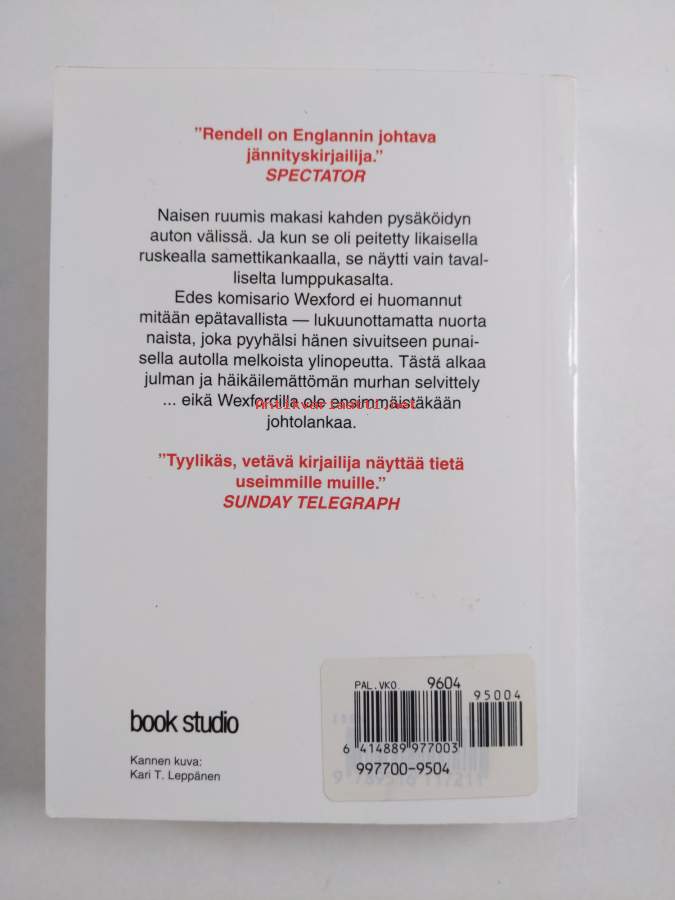 ”Rendell on Englannin johtava
jännityskirjailija.”
SPECTATOR
Naisen ruumis makasi kahden pysäköidyn
auton välissä. Ja kun se oli peitetty likaisella
ruskealla samettikankaalla, se näytti vain taval-
liselta lumppukasalta.
Edes komisario Wexford ei huomannut
mitään epätavallista — lukuunottamatta nuorta
naista, joka pyyhälsi hänen sivuitseen punai-
sella autolla melkoista ylinopeutta. Tästä alkaa
julman ja häikäilemättömän murhan selvittely
... eikä Wexfordilla ole ensimmäistäkään
Antikvariaatti.net
johtolankaa.
”Tyylikäs, vetävä kirjailija näyttää tietä
useimmille muille.”
SUNDAY TELEGRAPH
PAL.VKO. 9604
95004
6 414889 977003
997700-9504
book studio
Kannen kuva:
Kari T. Leppänen